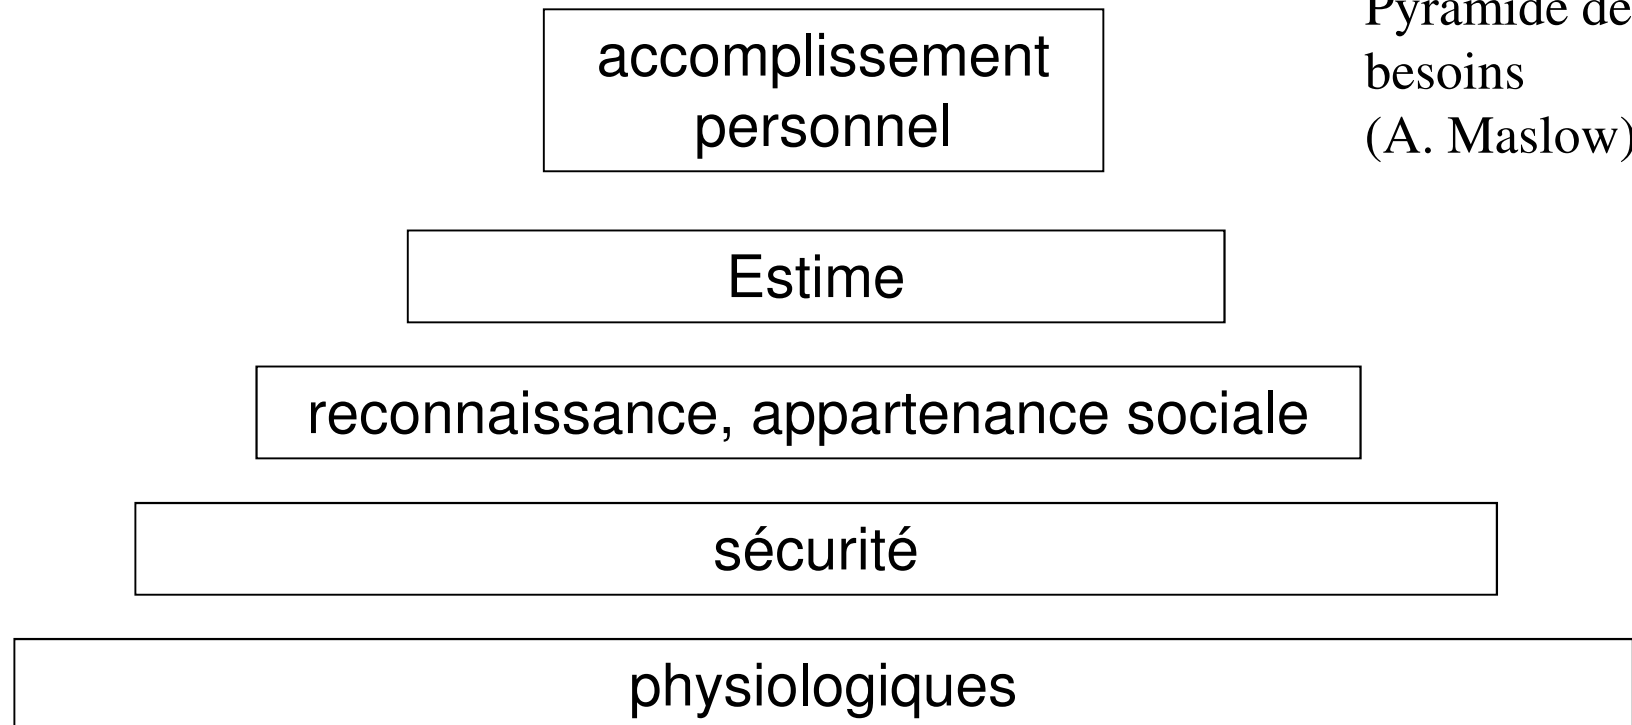 Pyramide de
besoins
(A. Maslow)
accomplissement
personnel
Estime
reconnaissance, appartenance sociale
sécurité
physiologiques